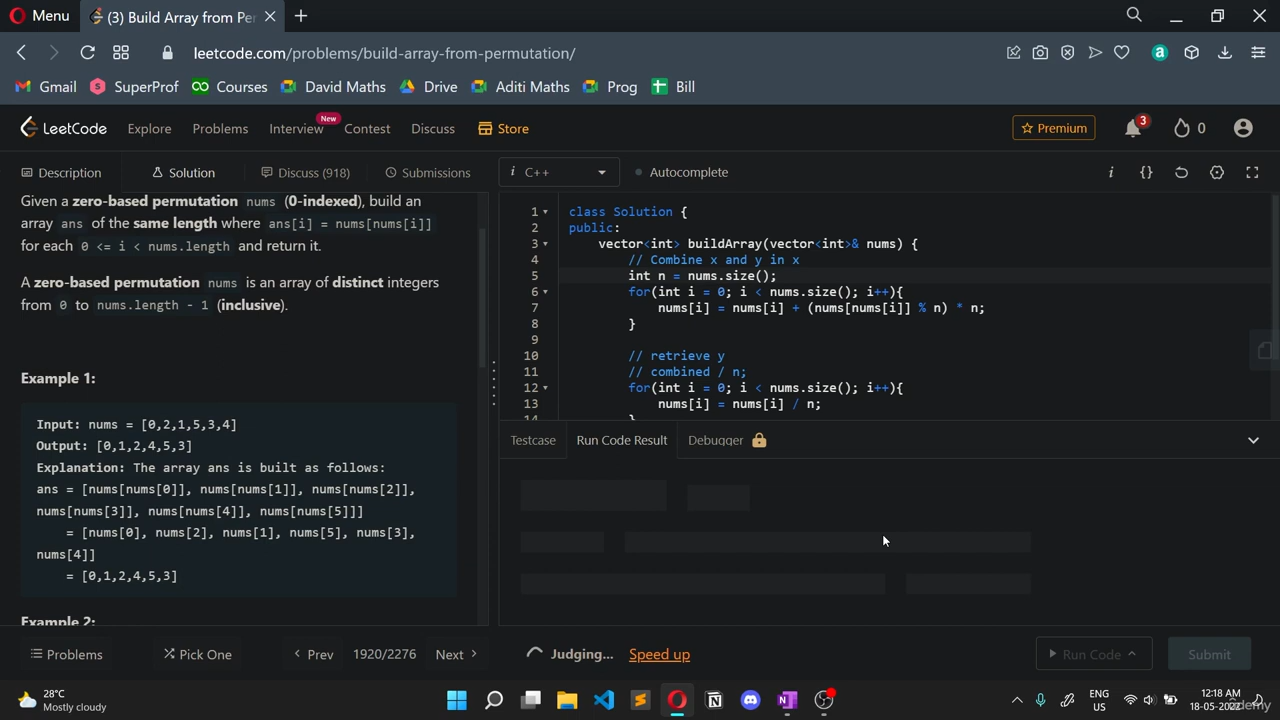 Menu
(3) Build Array from Pe
leetcode.com/problems/build-array-from-permutation/
Gmail
SuperProf
Courses
David Maths
Drive
Aditi Maths
Prog
Bill
LeetCode
Explore
Problems
Interview
New
Contest
Discuss
Store
Premium
3
0
Description
Solution
Discuss (918)
Submissions
i C++
Autocomplete
i
{}
Given a zero-based permutation nums (0-indexed), build an
array ans of the same length where ans[i] = nums[nums[i]]
for each 0 <= i < nums.length and return it.
A zero-based permutation nums is an array of distinct integers
from 0 to nums.length - 1 (inclusive).
Example 1:
Input: nums = [0,2,1,5,3,4]
Output: [0,1,2,4,5,3]
Explanation: The array ans is built as follows:
ans = [nums[nums[0]], nums[nums[1]], nums[nums[2]],
nums[nums[3]], nums[nums[4]], nums[nums[5]]]
= [nums[0], nums[2], nums[1], nums[5], nums[3],
nums[4]]
= [0,1,2,4,5,3]
Example 2:
1 class Solution {
2 public:
3 vector<int> buildArray(vector<int>& nums) {
4 // Combine x and y in x
5 int n = nums.size();
6 for(int i = 0; i < nums.size(); i++){
7 nums[i] = nums[i] + (nums[nums[i]] % n) * n;
8 }
9
10 // retrieve y
11 // combined / n;
12 for(int i = 0; i < nums.size(); i++){
13 nums[i] = nums[i] / n;
14 }
Testcase
Run Code Result
Debugger
Problems
Pick One
Prev
1920/2276
Next
Judging...
Speed up
Run Code
Submit
28°C
Mostly cloudy
ENG
US
12:18 AM
18-05-2022
udemy